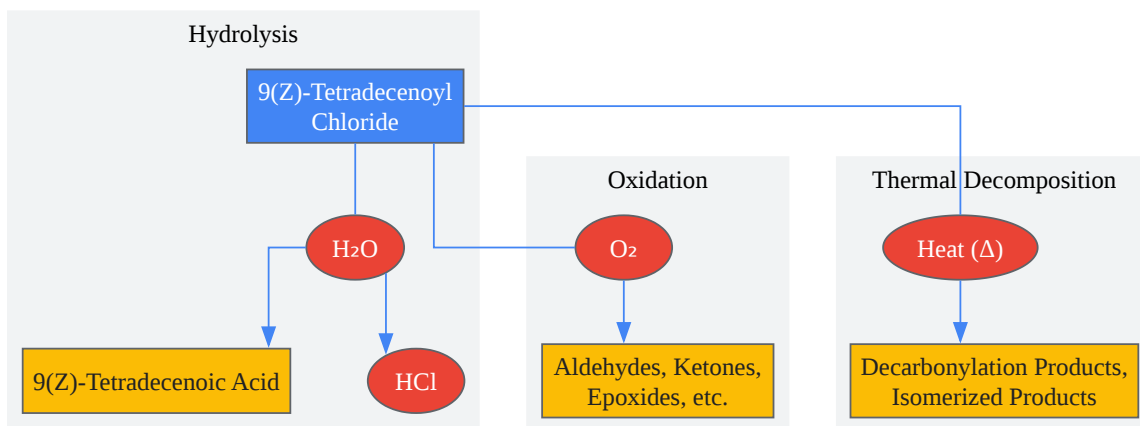 Hydrolysis
9(Z)-Tetradecenoyl
Chloride
Oxidation
Thermal Decomposition
H₂O
O₂
Heat (Δ)
9(Z)-Tetradecenoic Acid
HCl
Aldehydes, Ketones,
Epoxides, etc.
Decarbonylation Products,
Isomerized Products